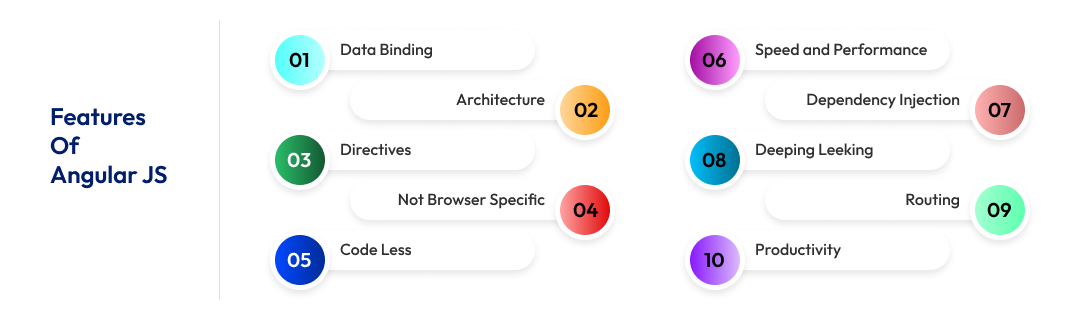 Features
Of
Angular JS
01 Data Binding
Architecture 02
03 Directives
Not Browser Specific 04
05 Code Less
06 Speed and Performance
Dependency Injection 07
08 Deeping Leeking
Routing 09
10 Productivity